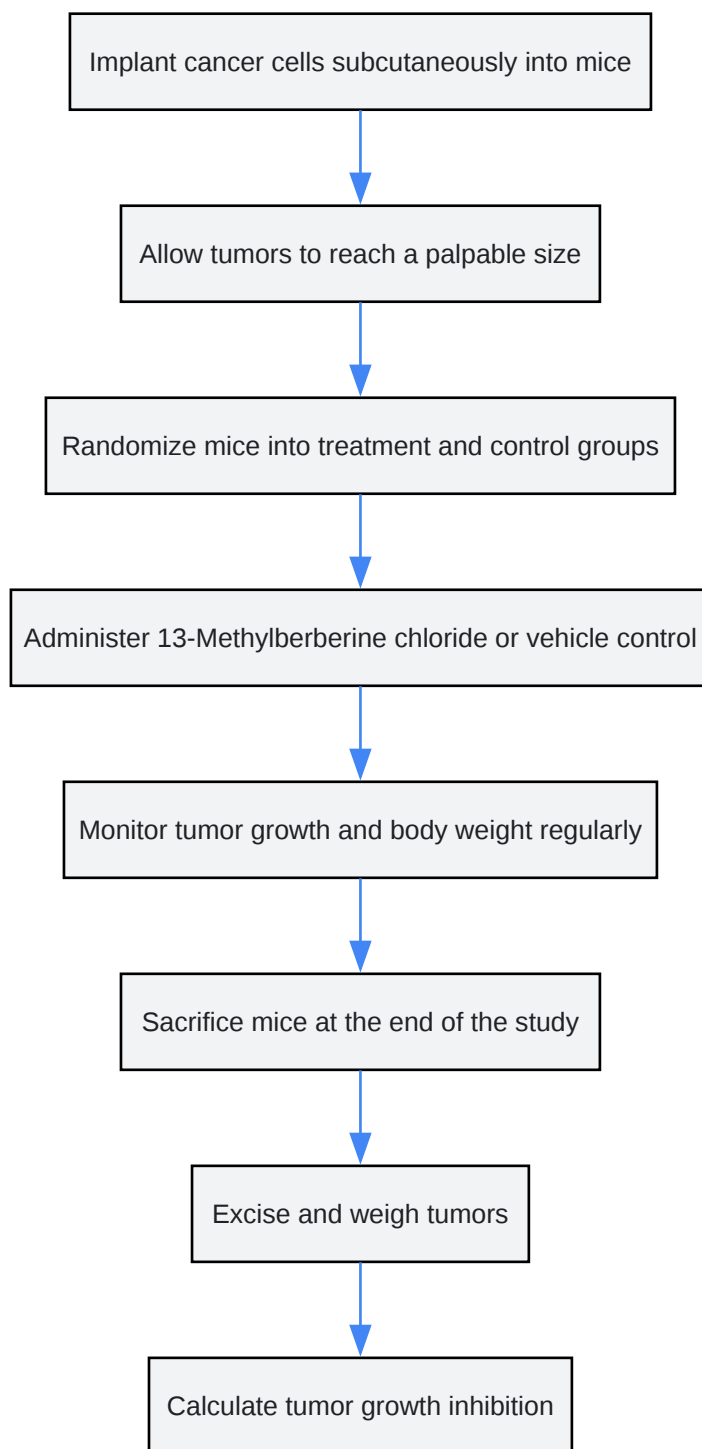 Implant cancer cells subcutaneously into mice
Allow tumors to reach a palpable size
Randomize mice into treatment and control groups
Administer 13-Methylberberine chloride or vehicle control
Monitor tumor growth and body weight regularly
Sacrifice mice at the end of the study
Excise and weigh tumors
Calculate tumor growth inhibition